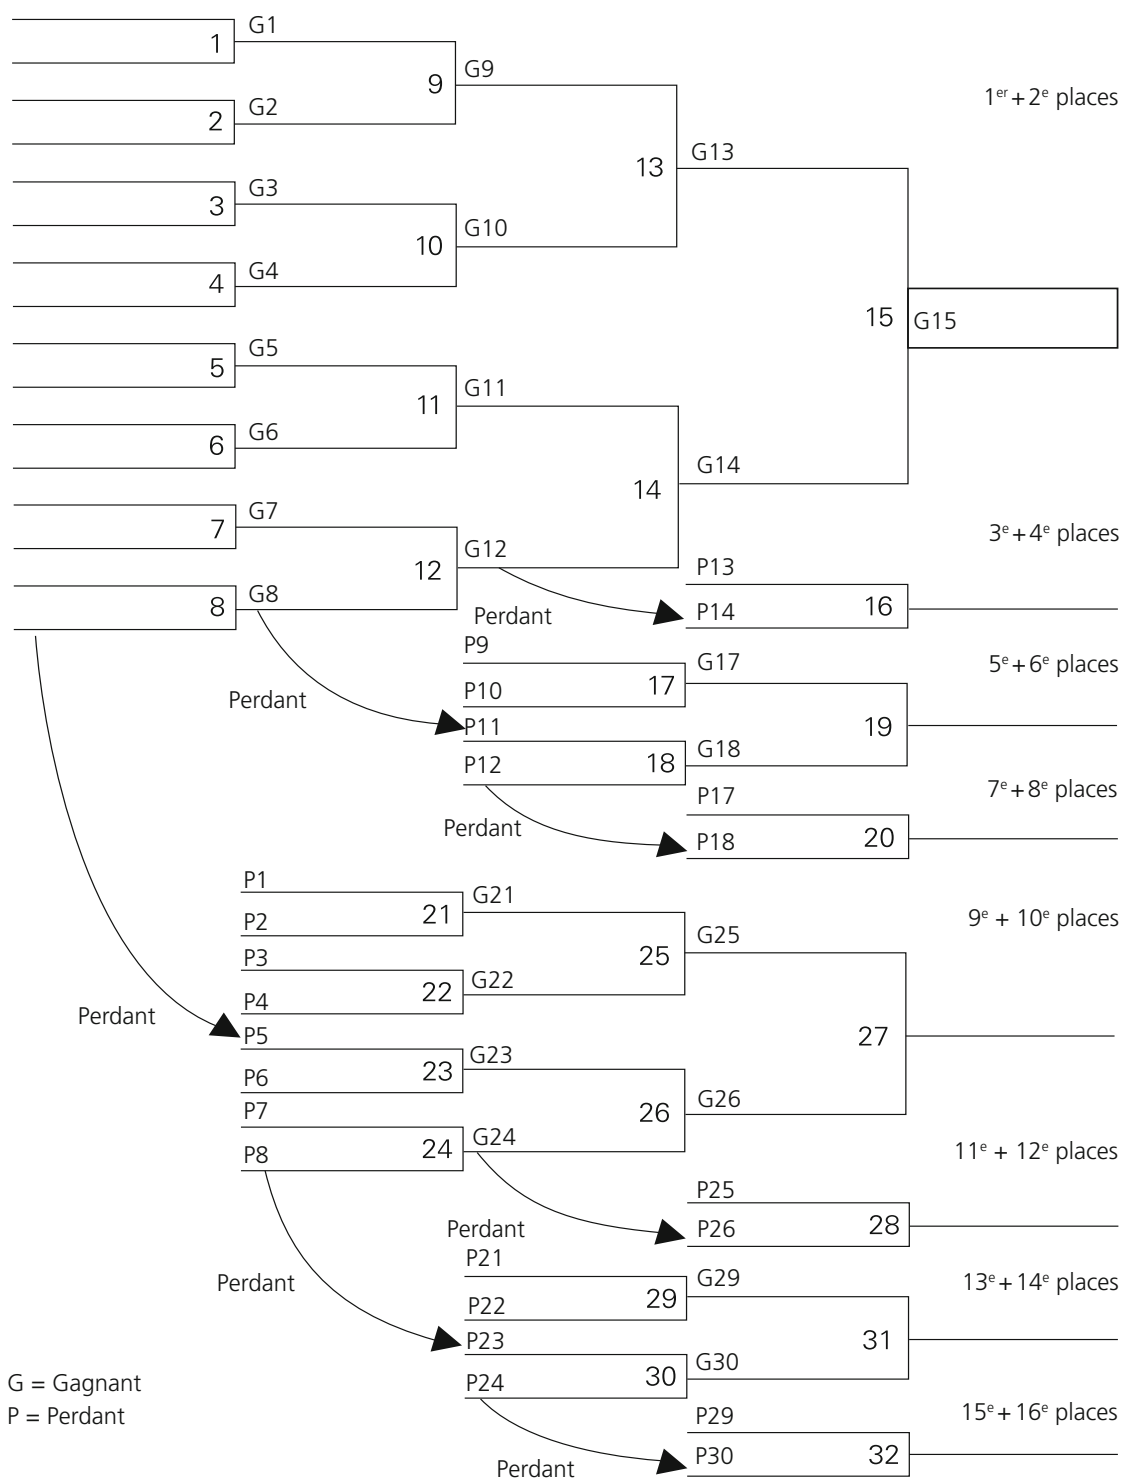 G1
1
G9
9
1er + 2e places
G2
2
G13
13
G3
3
G10
10
G4
4
15
G15
G5
5
G11
11
G6
6
G14
14
G7
7
3e + 4e places
G12
12
P13
G8
8
P14
16
Perdant
P9
G17
5e + 6e places
P10
17
Perdant
P11
19
G18
P12
18
7e + 8e places
P17
Perdant
P18
20
P1
G21
P2
21
9e + 10e places
G25
P3
25
G22
P4
22
Perdant
P5
27
G23
P6
23
G26
P7
26
G24
P8
24
11e + 12e places
P25
Perdant
P26
28
P21
Perdant
G29
13e + 14e places
P22
29
P23
31
G30
P24
30
G = Gagnant
P = Perdant
15e + 16e places
P29
P30
32
Perdant